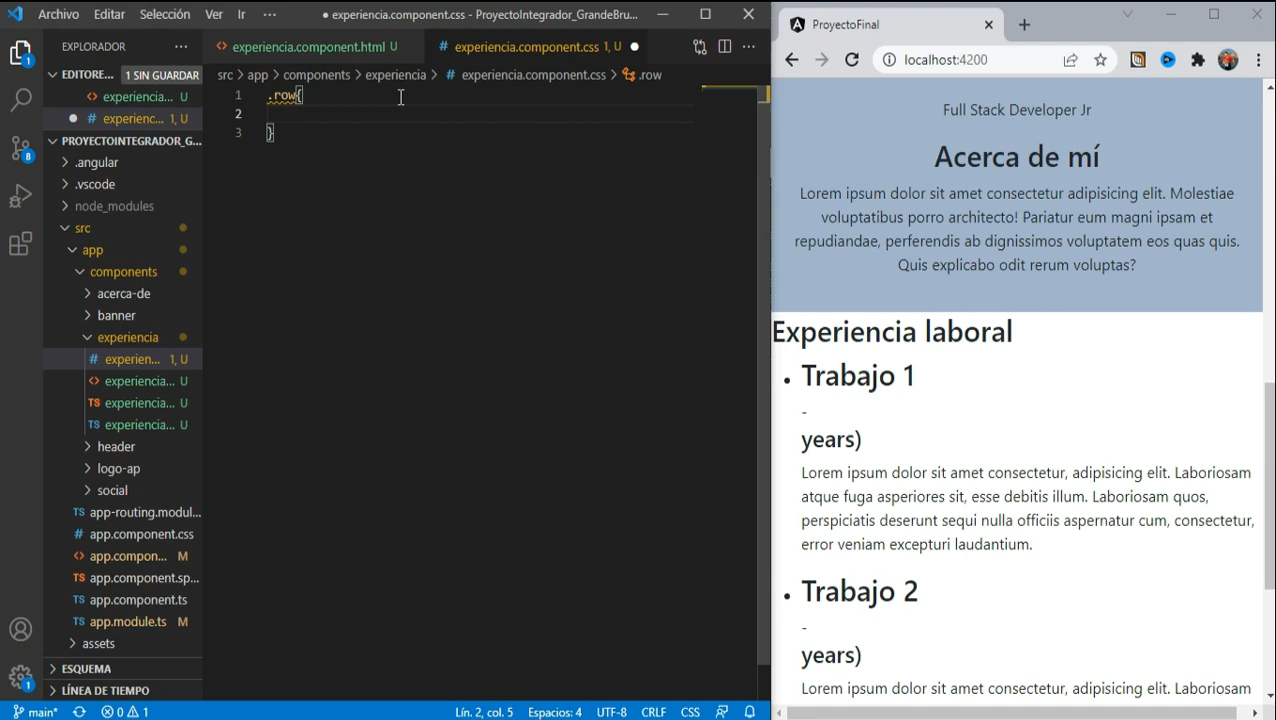 Archivo Editar Selección Ver Ir ··· ● experiencia.component.css - ProyectoIntegrador_GrandeBru...
EXPLORADOR ···
EDITORE... 1 SIN GUARDAR
<> experiencia... U
# experienc... 1, U
PROYECTOINTEGRADOR_G...
.angular
.vscode
node_modules
src
app
components
acerca-de
banner
experiencia
# experien... 1, U
<> experiencia... U
TS experiencia... U
TS experiencia... U
header
logo-ap
social
TS app-routing.modul...
# app.component.css
<> app.compon... M
TS app.component.sp...
TS app.component.ts
TS app.module.ts M
assets
ESQUEMA
LÍNEA DE TIEMPO
8
1
1
<> experiencia.component.html U
# experiencia.component.css 1, U ●
src > app > components > experiencia > # experiencia.component.css > .row
1 .row{
2
3 }
main* 0 1 Lín. 2, col. 5 Espacios: 4 UTF-8 CRLF CSS
ProyectoFinal
localhost:4200
Full Stack Developer Jr
Acerca de mí
Lorem ipsum dolor sit amet consectetur adipisicing elit. Molestiae
voluptatibus porro architecto! Pariatur eum magni ipsam et
repudiandae, perferendis ab dignissimos voluptatem eos quas quis.
Quis explicabo odit rerum voluptas?
Experiencia laboral
• Trabajo 1
-
years)
Lorem ipsum dolor sit amet consectetur, adipisicing elit. Laboriosam
atque fuga asperiores sit, esse debitis illum. Laboriosam quos,
perspiciatis deserunt sequi nulla officiis aspernatur cum, consectetur,
error veniam excepturi laudantium.
• Trabajo 2
-
years)
Lorem ipsum dolor sit amet consectetur, adipisicing elit. Laboriosam